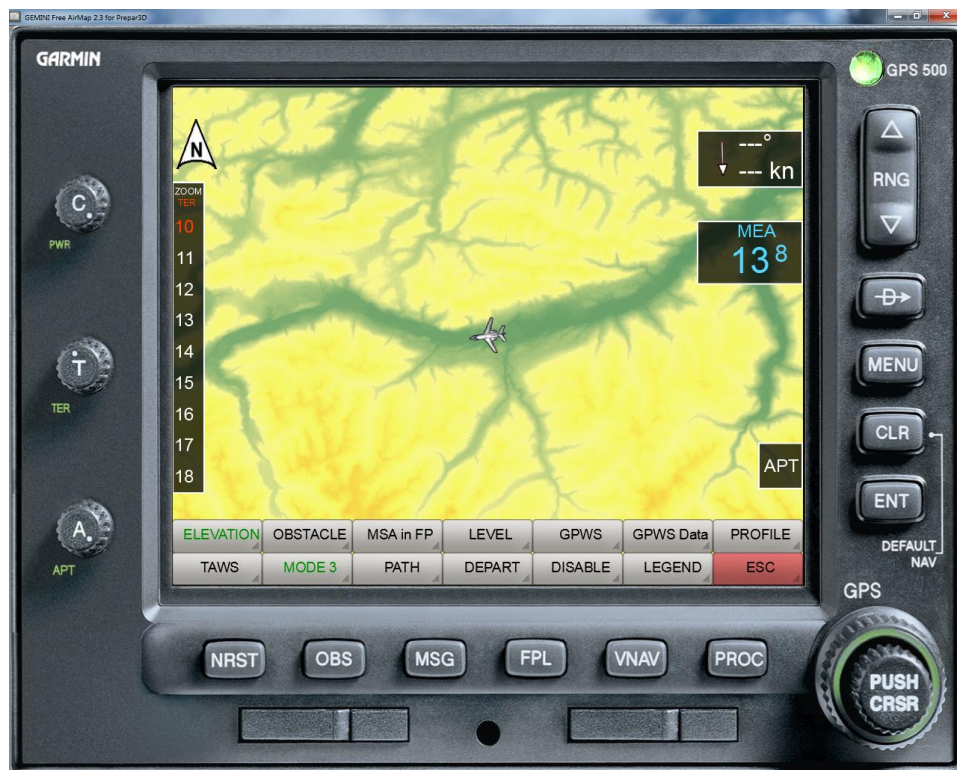 GEMINI Free AirMap 2.3 for Prepar3D
GARMIN
GPS 500
N
---°
--- kn
C
PWR
RNG
ZOOM
TER
10
11
12
13
14
15
16
17
18
MEA
13 8
D
MENU
T
TER
CLR
APT
ENT
A
APT
DEFAULT
NAV
ELEVATION OBSTACLE MSA in FP LEVEL GPWS GPWS Data PROFILE
TAWS MODE 3 PATH DEPART DISABLE LEGEND ESC
GPS
NRST OBS MSG FPL VNAV PROC
PUSH
CRSR